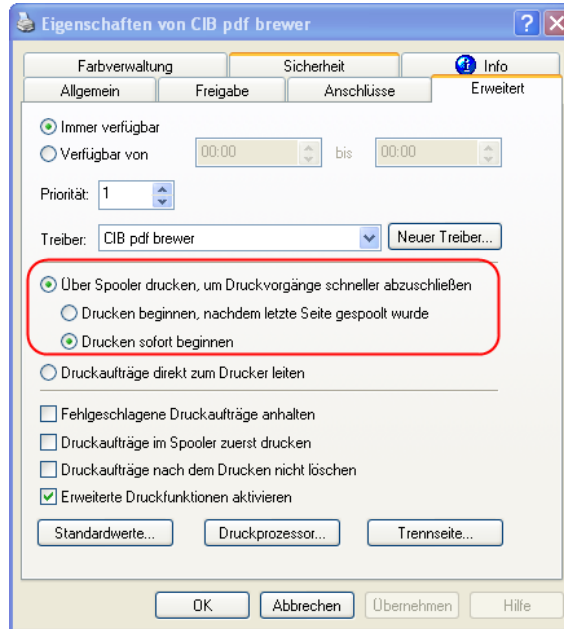 Eigenschaften von CIB pdf brewer
Farbverwaltung Sicherheit Info
Allgemein Freigabe Anschlüsse Erweitert
Immer verfügbar
Verfügbar von 00:00 bis 00:00
Priorität: 1
Treiber: CIB pdf brewer Neuer Treiber...
Über Spooler drucken, um Druckvorgänge schneller abzuschließen
Drucken beginnen, nachdem letzte Seite gespoolt wurde
Drucken sofort beginnen
Druckaufträge direkt zum Drucker leiten
Fehlgeschlagene Druckaufträge anhalten
Druckaufträge im Spooler zuerst drucken
Druckaufträge nach dem Drucken nicht löschen
Erweiterte Druckfunktionen aktivieren
Standardwerte... Druckprozessor... Trennseite...
OK Abbrechen Übernehmen Hilfe